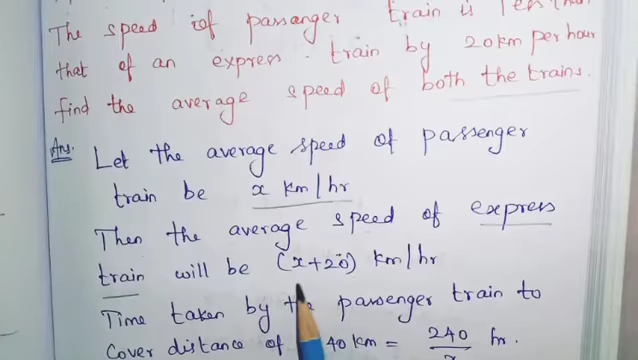 The speed of passanger train is less than
that of an express train by 20km per hour
find the average speed of both the trains.
Ans. Let the average speed of passenger
train be x km/hr
Then the average speed of express
train will be (x+20) km/hr
Time taken by the passenger train to
Cover distance of 40 km = 240 hr.